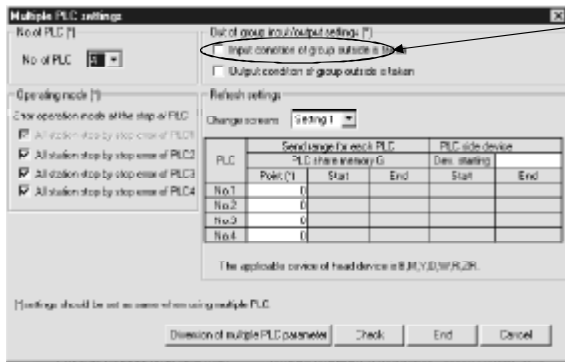 Multiple PLC settings
No. of PLC (*)
No. of PLC
Out of group input/output settings (*)
Input condition of group outside is taken
Output condition of group outside is taken
Operating mode (*)
Error operation mode at the stop of PLC
All station stop by stop error of PLC1
All station stop by stop error of PLC2
All station stop by stop error of PLC3
All station stop by stop error of PLC4
Refresh settings
Change screens Setting 1
Send range for each PLC PLC side device
PLC PLC share memory G Dev. starting
Point (*) Start End Start End
No.1 0
No.2 0
No.3 0
No.4 0
The applicable device of head device is B,M,Y,D,W,R,ZR.
(*)settings should be set as same when using multiple PLC.
Diversion of multiple PLC parameter Check End Cancel